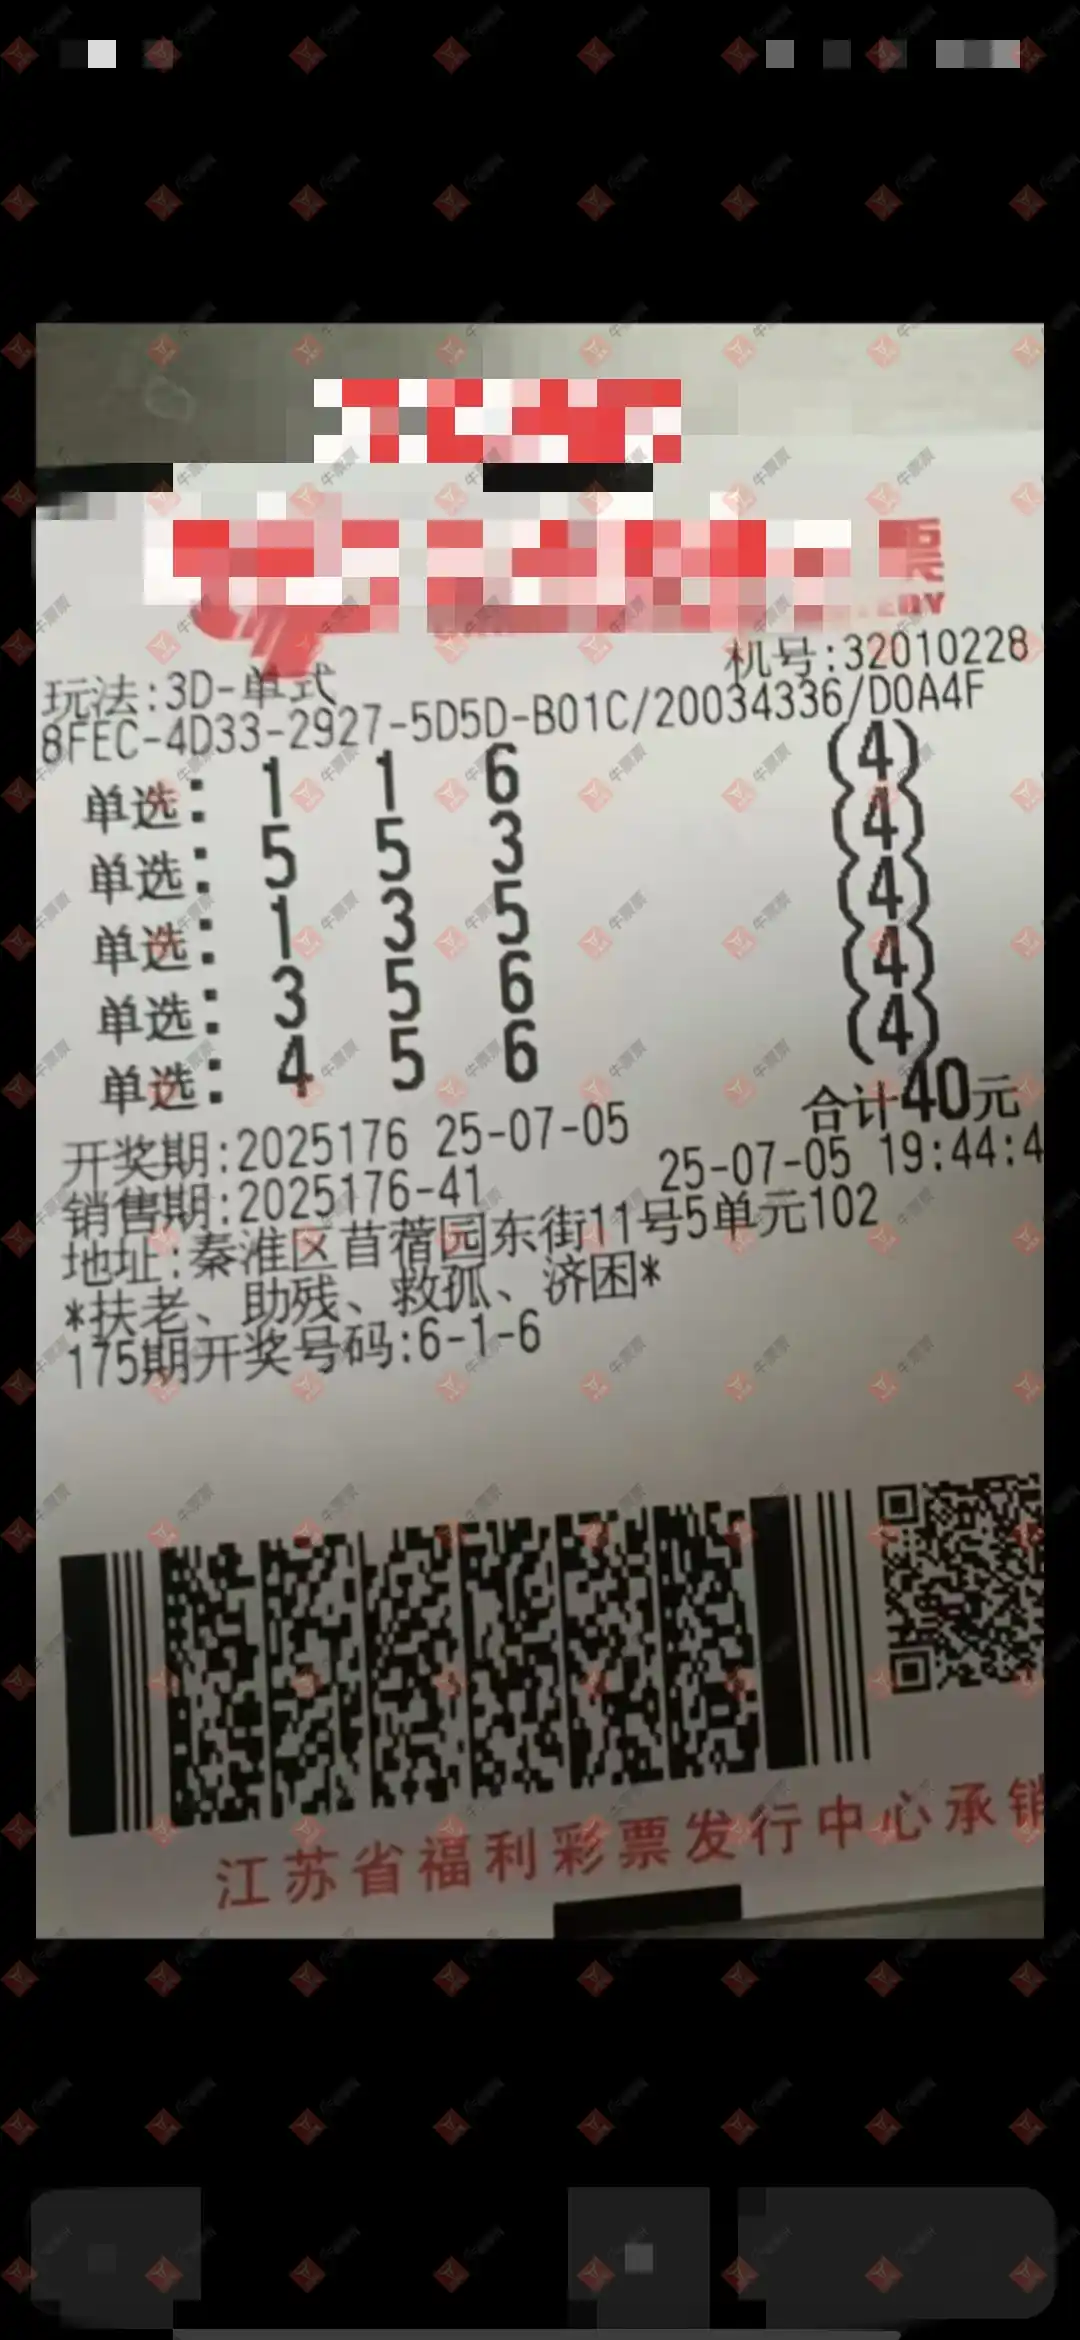 票
TERY
机号:32010228
玩法:3D-单式
8FEC-4D33-2927-5D5D-B01C/20034336/D0A4F
单选: 1 1 6 (4)
单选: 5 5 3 (4)
单选: 1 3 5 (4)
单选: 3 5 6 (4)
单选: 4 5 6 (4)
合计40元
开奖期:2025176 25-07-05
销售期:2025176-41 25-07-05 19:44:4
地址:秦淮区苜蓿园东街11号5单元102
*扶老、助残、救孤、济困*
175期开奖号码:6-1-6
江苏省福利彩票发行中心承销
牛票票